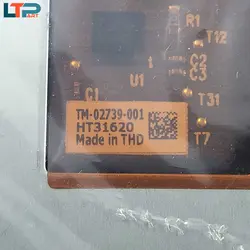 LTP
R1
T12
C2
C3
U1
C1
T31
TM-02739-001
HT31620
Made in THD
T7